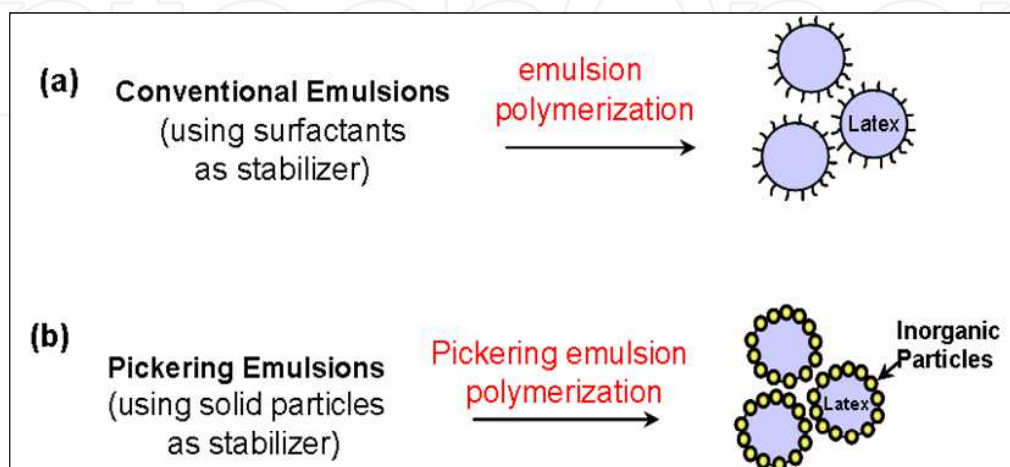 (a)
Conventional Emulsions
(using surfactants
as stabilizer)
emulsion
polymerization
Latex
(b)
Pickering Emulsions
(using solid particles
as stabilizer)
Pickering emulsion
polymerization
Inorganic
Particles
Latex